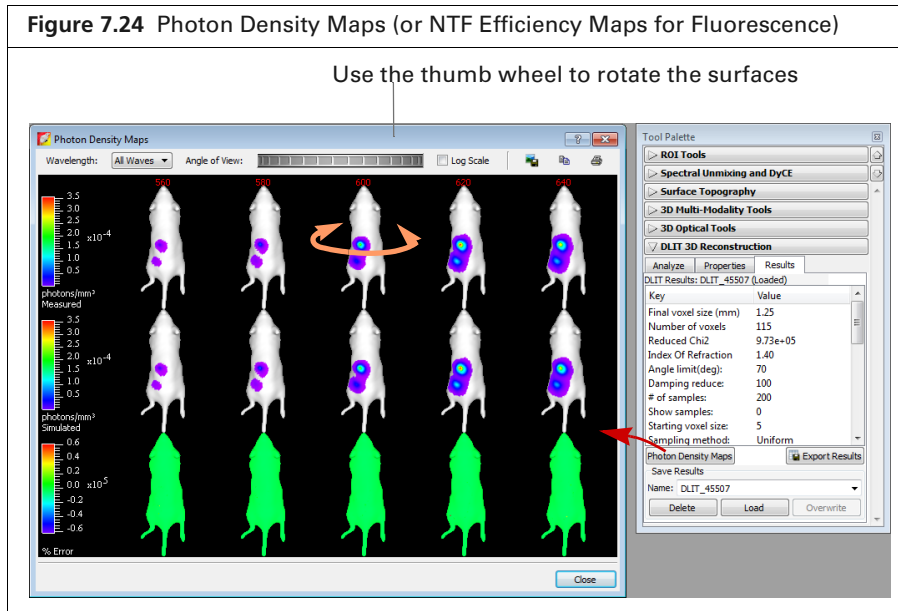 Figure 7.24 Photon Density Maps (or NTF Efficiency Maps for Fluorescence)
Use the thumb wheel to rotate the surfaces
Photon Density Maps
Wavelength: All Waves Angle of View: Log Scale
560 580 600 620 640
3.5
3.0
2.5
2.0
1.5
1.0
0.5
x10⁻⁴
photons/mm³
Measured
3.5
3.0
2.5
2.0
1.5
1.0
0.5
x10⁻⁴
photons/mm³
Simulated
0.6
0.4
0.2
0.0
-0.2
-0.4
-0.6
x10⁵
% Error
Close
Tool Palette
ROI Tools
Spectral Unmixing and DyCE
Surface Topography
3D Multi-Modality Tools
3D Optical Tools
DLIT 3D Reconstruction
Analyze Properties Results
DLIT Results: DLIT_45507 (Loaded)
Key Value
Final voxel size (mm) 1.25
Number of voxels 115
Reduced Chi2 9.73e+05
Index Of Refraction 1.40
Angle limit(deg): 70
Damping reduce: 100
# of samples: 200
Show samples: 0
Starting voxel size: 5
Sampling method: Uniform
Photon Density Maps Export Results
Save Results
Name: DLIT_45507
Delete Load Overwrite